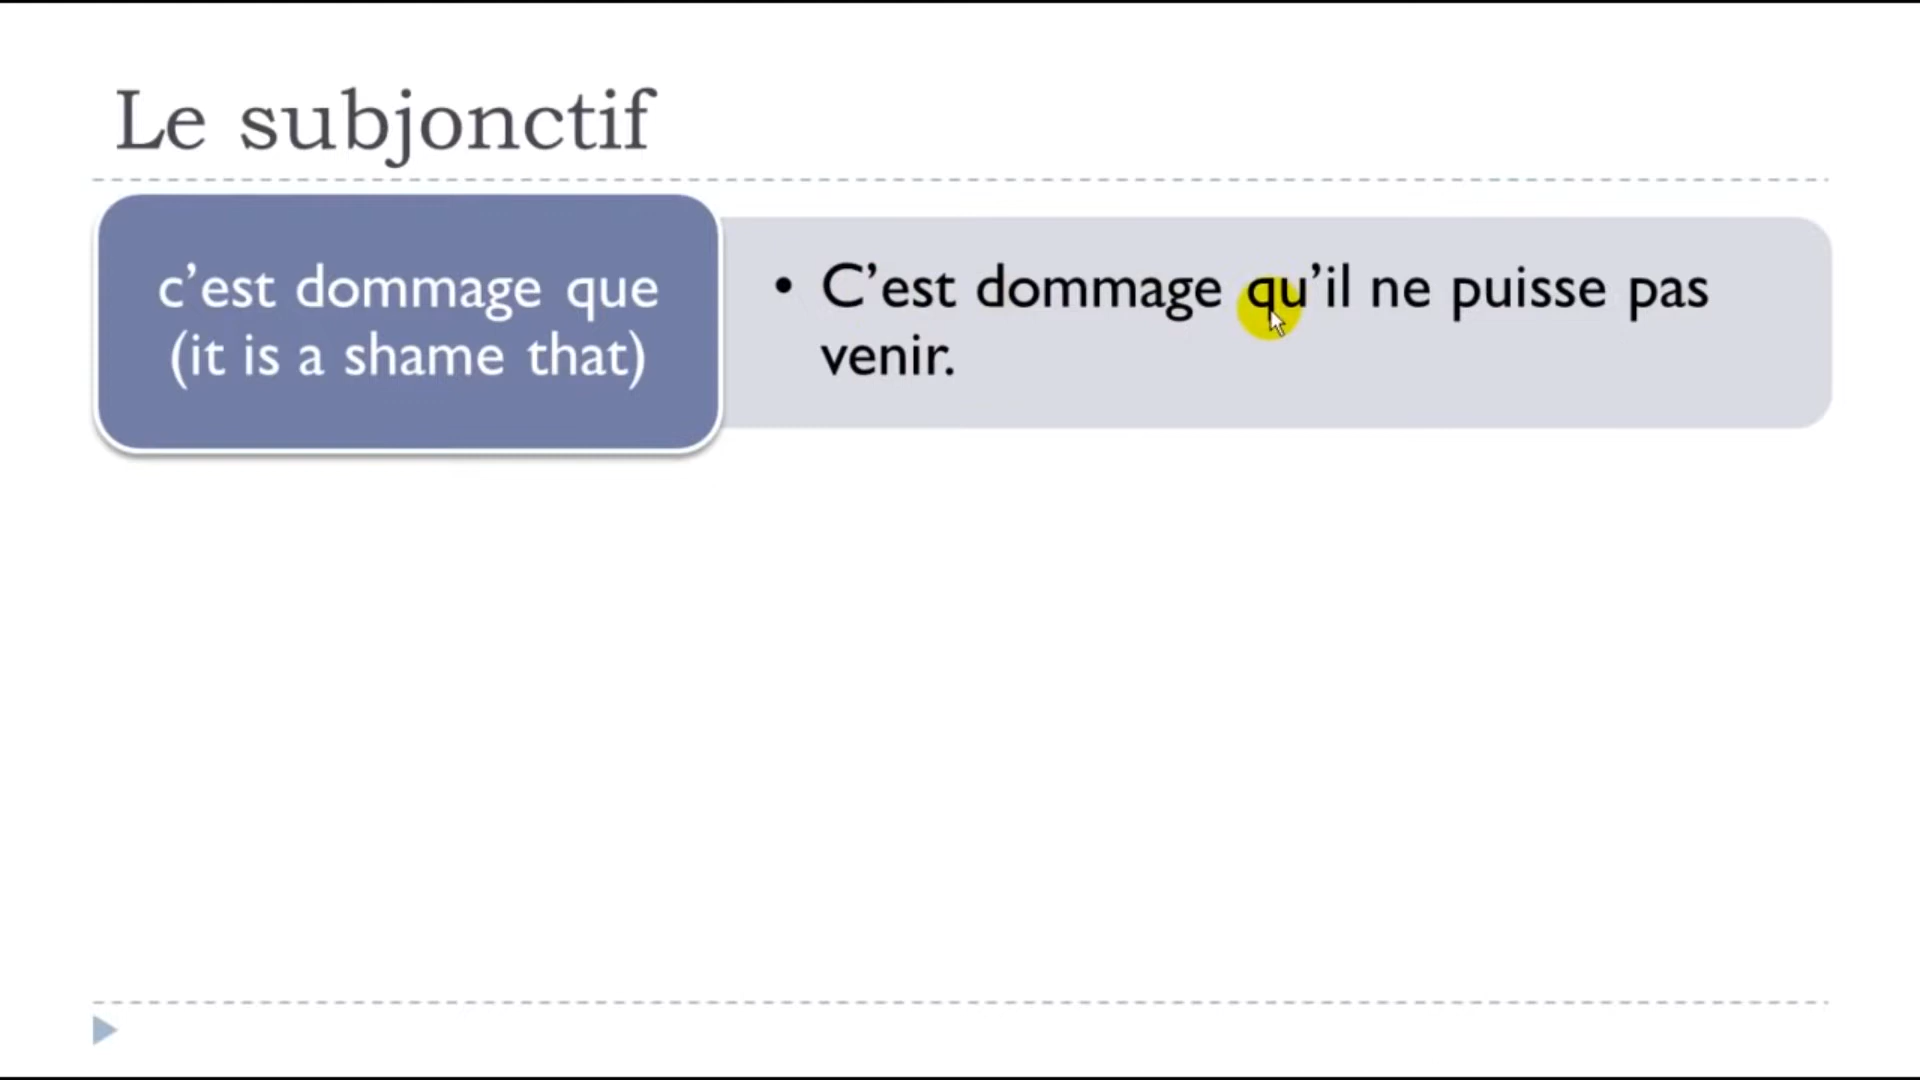 Le subjonctif
c’est dommage que
(it is a shame that)
• C’est dommage qu’il ne puisse pas
venir.